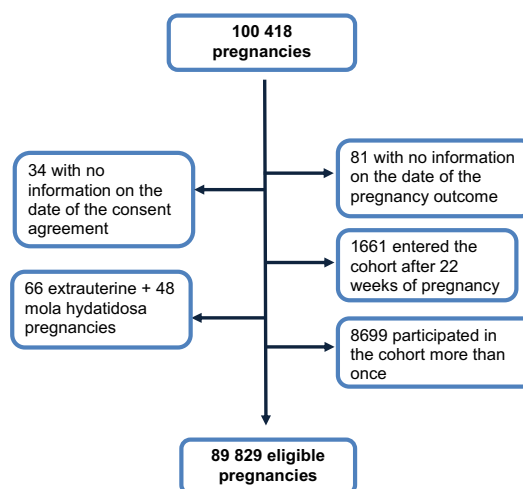 100 418
pregnancies
34 with no
information on the
date of the consent
agreement
81 with no information
on the date of the
pregnancy outcome
1661 entered the
cohort after 22
weeks of pregnancy
66 extrauterine + 48
mola hydatidosa
pregnancies
8699 participated in
the cohort more than
once
89 829 eligible
pregnancies